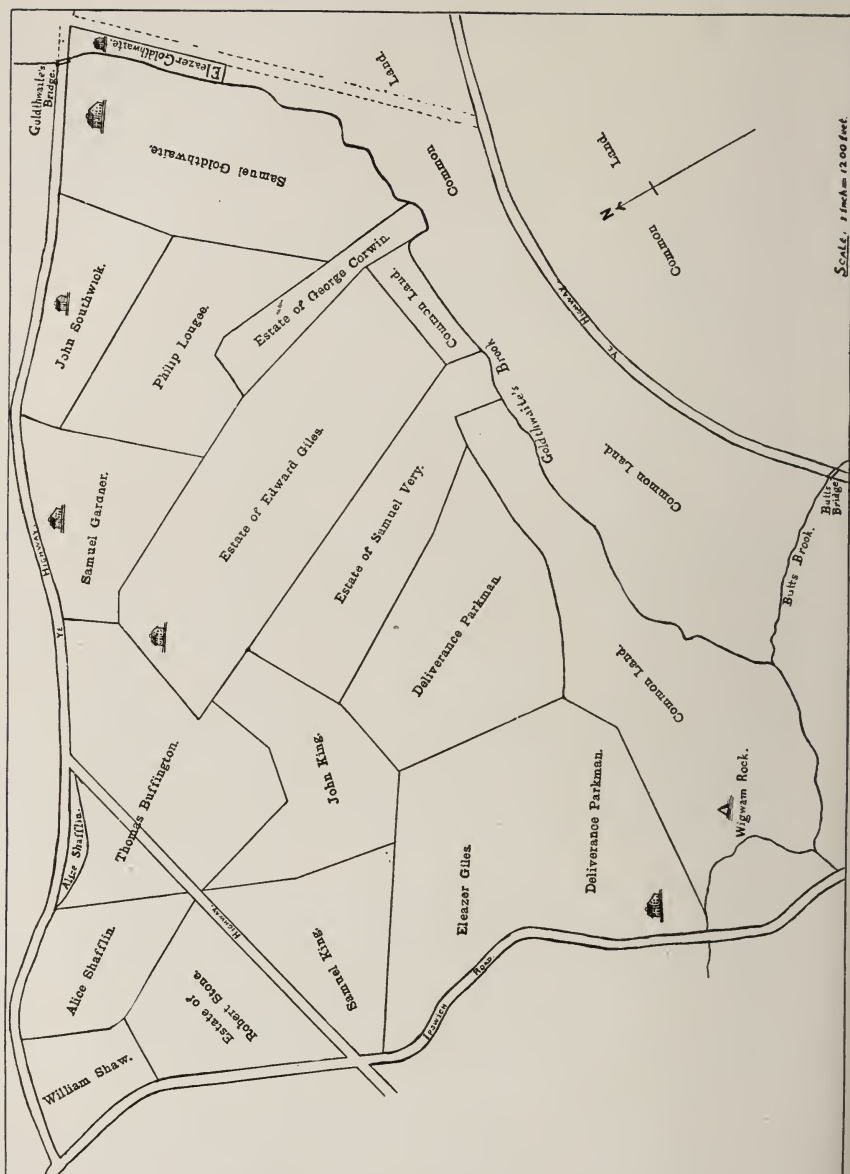 Goldthwaite's
Bridge.
Eleazer Goldthwaite.
Samuel Goldthwaite.
Land.
Common
Land.
Common
N
John Southwick.
Philip Lougee.
Estate of George Corwin.
Common Land.
Goldthwaite's Brook
Highway.
Ye
Samuel Gardner.
Highway.
Ye
Estate of Edward Giles.
Estate of Samuel Very.
Deliverance Parkman.
Common Land.
Butts
Bridge
Butts Brook.
Common Land.
Thomas Buffington.
John King.
Alice Shafflin.
Highway.
Alice Shafflin.
Estate of
Robert Stone.
Samuel King.
Eleazer Giles.
Deliverance Parkman.
Wigwam Rock.
William Shaw.
Ipswich
Road
Scale, 1 inch = 1200 feet.
580